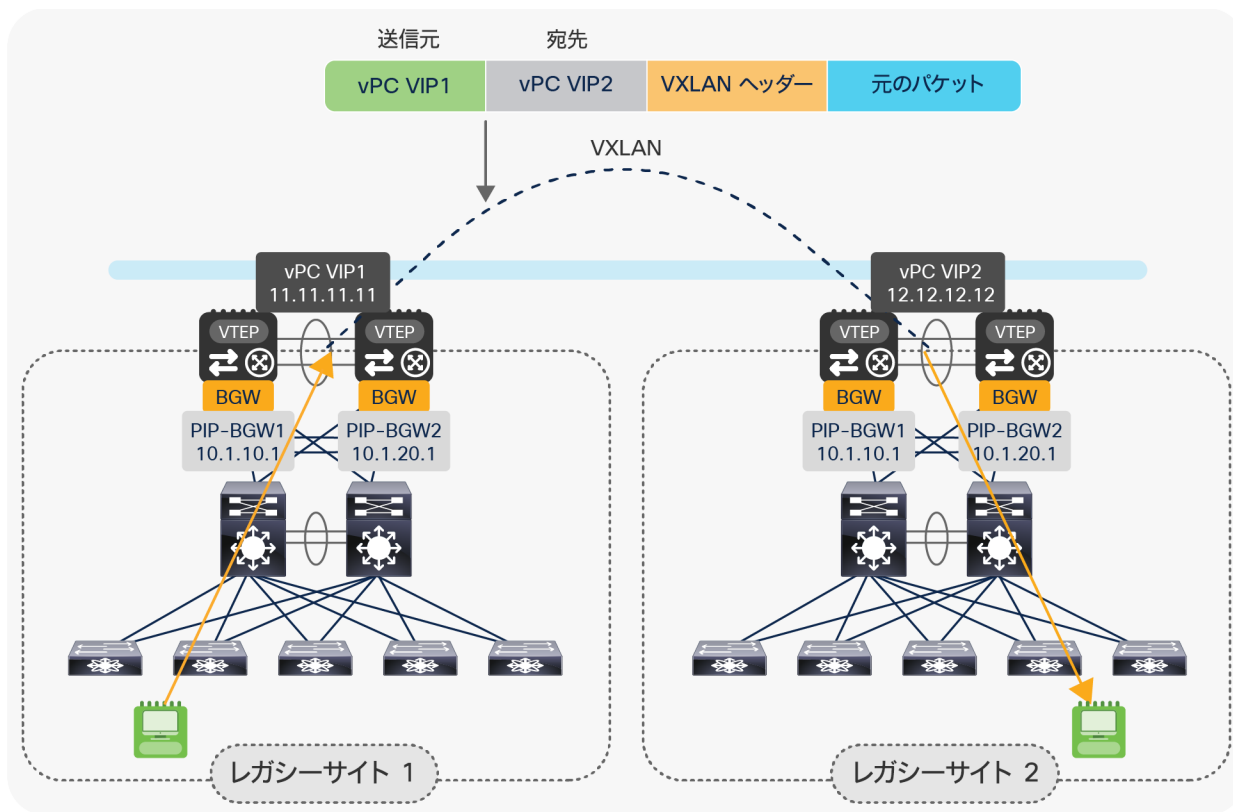 送信元
宛先
vPC VIP1
vPC VIP2
VXLAN ヘッダー
元のパケット
VXLAN
vPC VIP1
11.11.11.11
vPC VIP2
12.12.12.12
VTEP
VTEP
VTEP
VTEP
BGW
BGW
BGW
BGW
PIP-BGW1
10.1.10.1
PIP-BGW2
10.1.20.1
PIP-BGW1
10.1.10.1
PIP-BGW2
10.1.20.1
レガシーサイト 1
レガシーサイト 2